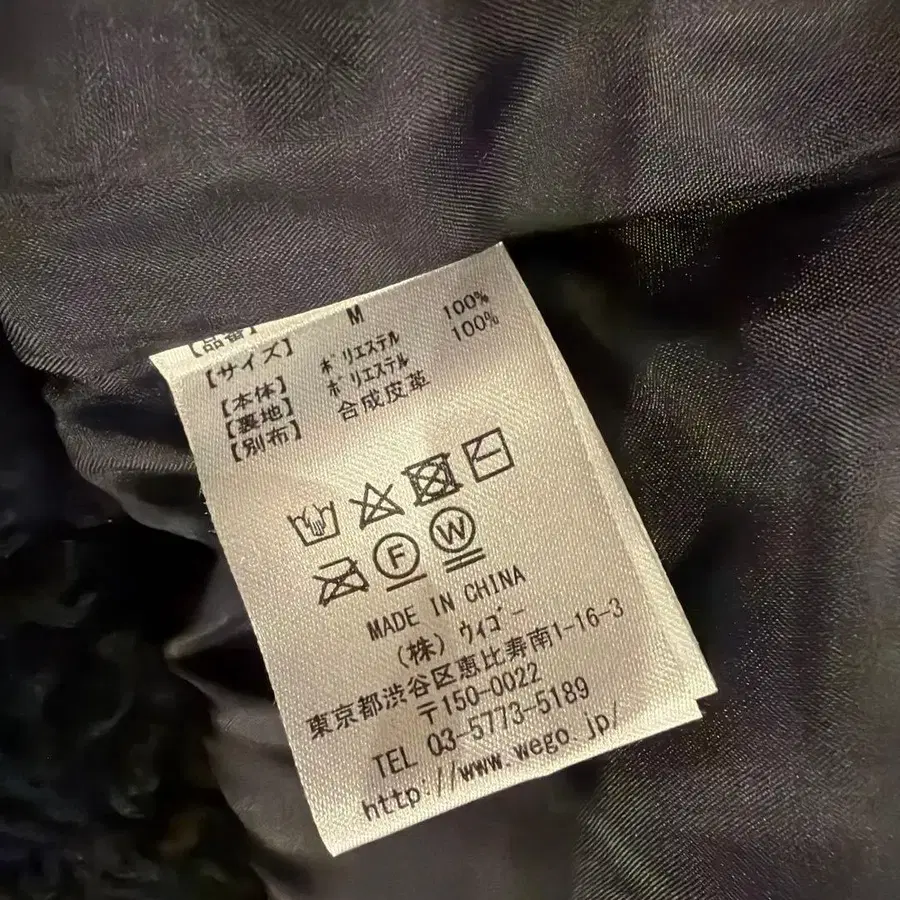 【品番】
【サイズ】 M
【本体】 ポリエステル 100%
【裏地】 ポリエステル 100%
【別布】 合成皮革
F W
MADE IN CHINA
(株) ウィゴー
東京都渋谷区恵比寿南1-16-3
〒150-0022
TEL 03-5773-5189
http://www.wego.jp/